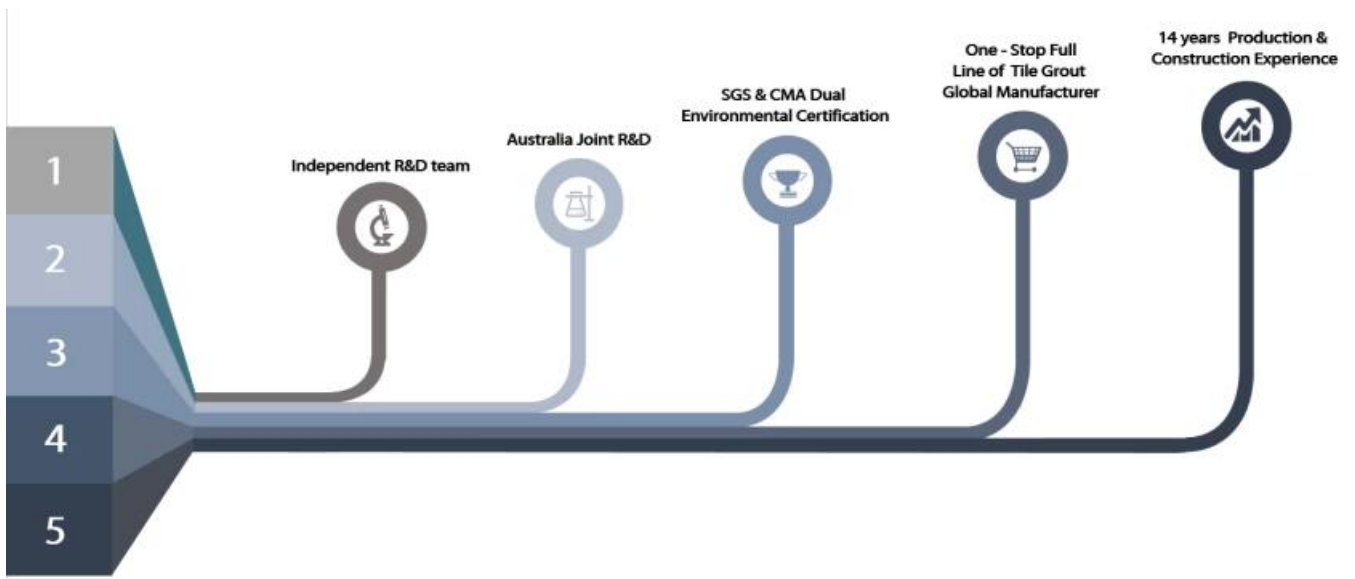 1
2
3
4
5
Independent R&D team
Australia Joint R&D
SGS & CMA Dual
Environmental Certification
One - Stop Full
Line of Tile Grout
Global Manufacturer
14 years Production &
Construction Experience